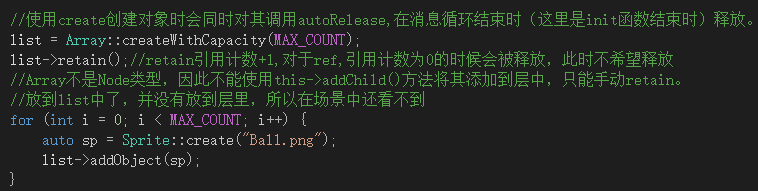 //使用create创建对象时会同时对其调用autoRelease,在消息循环结束时（这里是init函数结束时）释放。
list = Array::createWithCapacity(MAX_COUNT);
list->retain();//retain引用计数+1,对于ref,引用计数为0的时候会被释放，此时不希望释放
//Array不是Node类型，因此不能使用this->addChild()方法将其添加到层中，只能手动retain。
//放到list中了，并没有放到层里，所以在场景中还看不到
for (int i = 0; i < MAX_COUNT; i++) {
    auto sp = Sprite::create("Ball.png");
    list->addObject(sp);
}